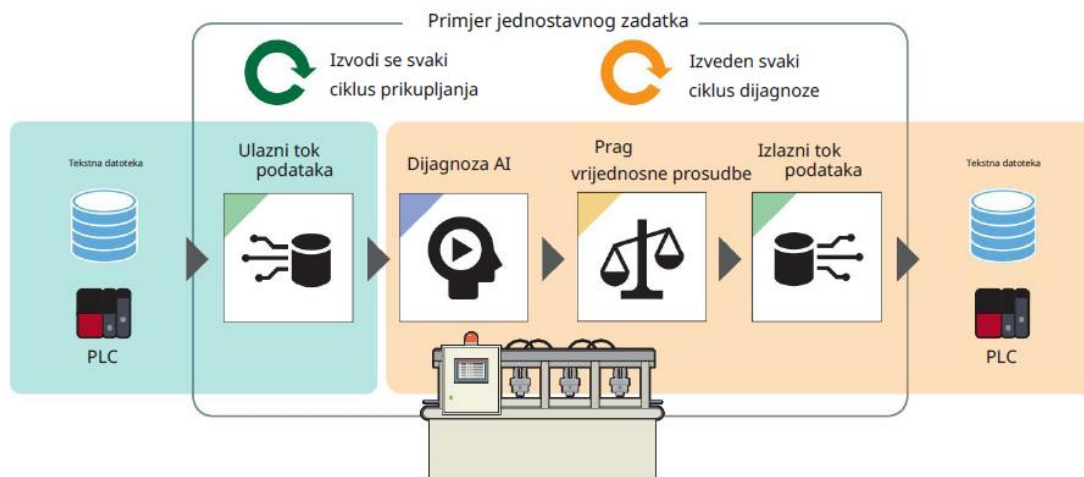 Primjer jednostavnog zadatka
Izvodi se svaki
ciklus prikupljanja
Izveden svaki
ciklus dijagnoze
Tekstna datoteka
PLC
Ulazni tok
podataka
Dijagnoza AI
Prag
vrijednosne prosudbe
Izlazni tok
podataka
Tekstna datoteka
PLC